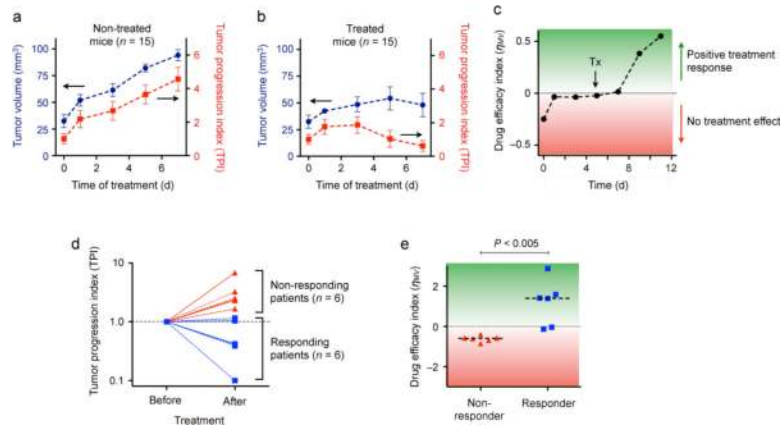 a
Non-treated
mice (n = 15)
Tumor volume (mm³)
100
75
50
25
0
0
2
4
6
Time of treatment (d)
6
4
2
0
Tumor progression index (TPI)
b
Treated
mice (n = 15)
Tumor volume (mm³)
100
75
50
25
0
0
2
4
6
Time of treatment (d)
6
4
2
0
Tumor progression index (TPI)
c
Drug efficacy index (ηMV)
0.5
0
−0.5
Tx
0
4
8
12
Time (d)
Positive treatment
response
No treatment effect
d
Tumor progression index (TPI)
10
1.0
0.1
Before
After
Treatment
Non-responding
patients (n = 6)
Responding
patients (n = 6)
e
P < 0.005
Drug efficacy index (ηMV)
2
0
−2
Non-
responder
Responder